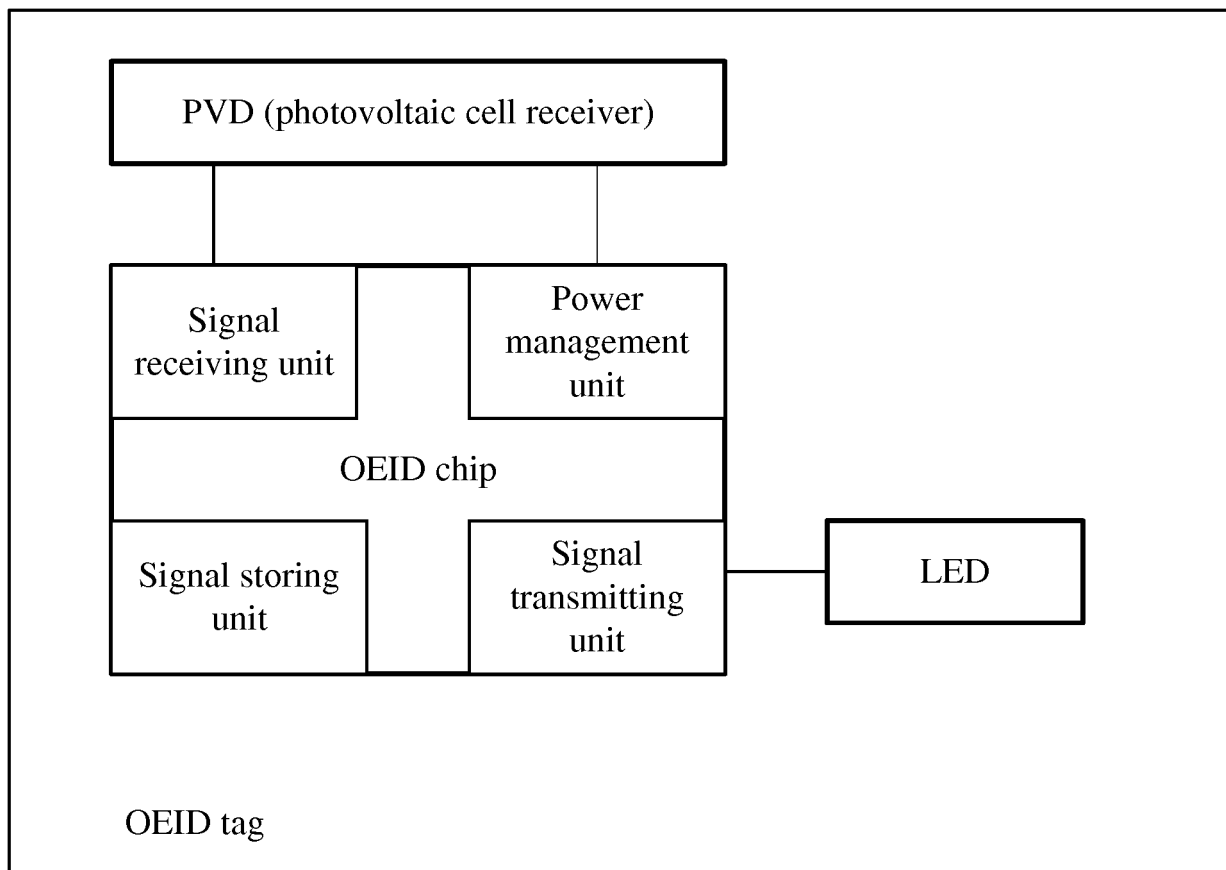 PVD (photovoltaic cell receiver)
Signal
receiving unit
Power
management
unit
OEID chip
Signal storing
unit
Signal
transmitting
unit
LED
OEID tag